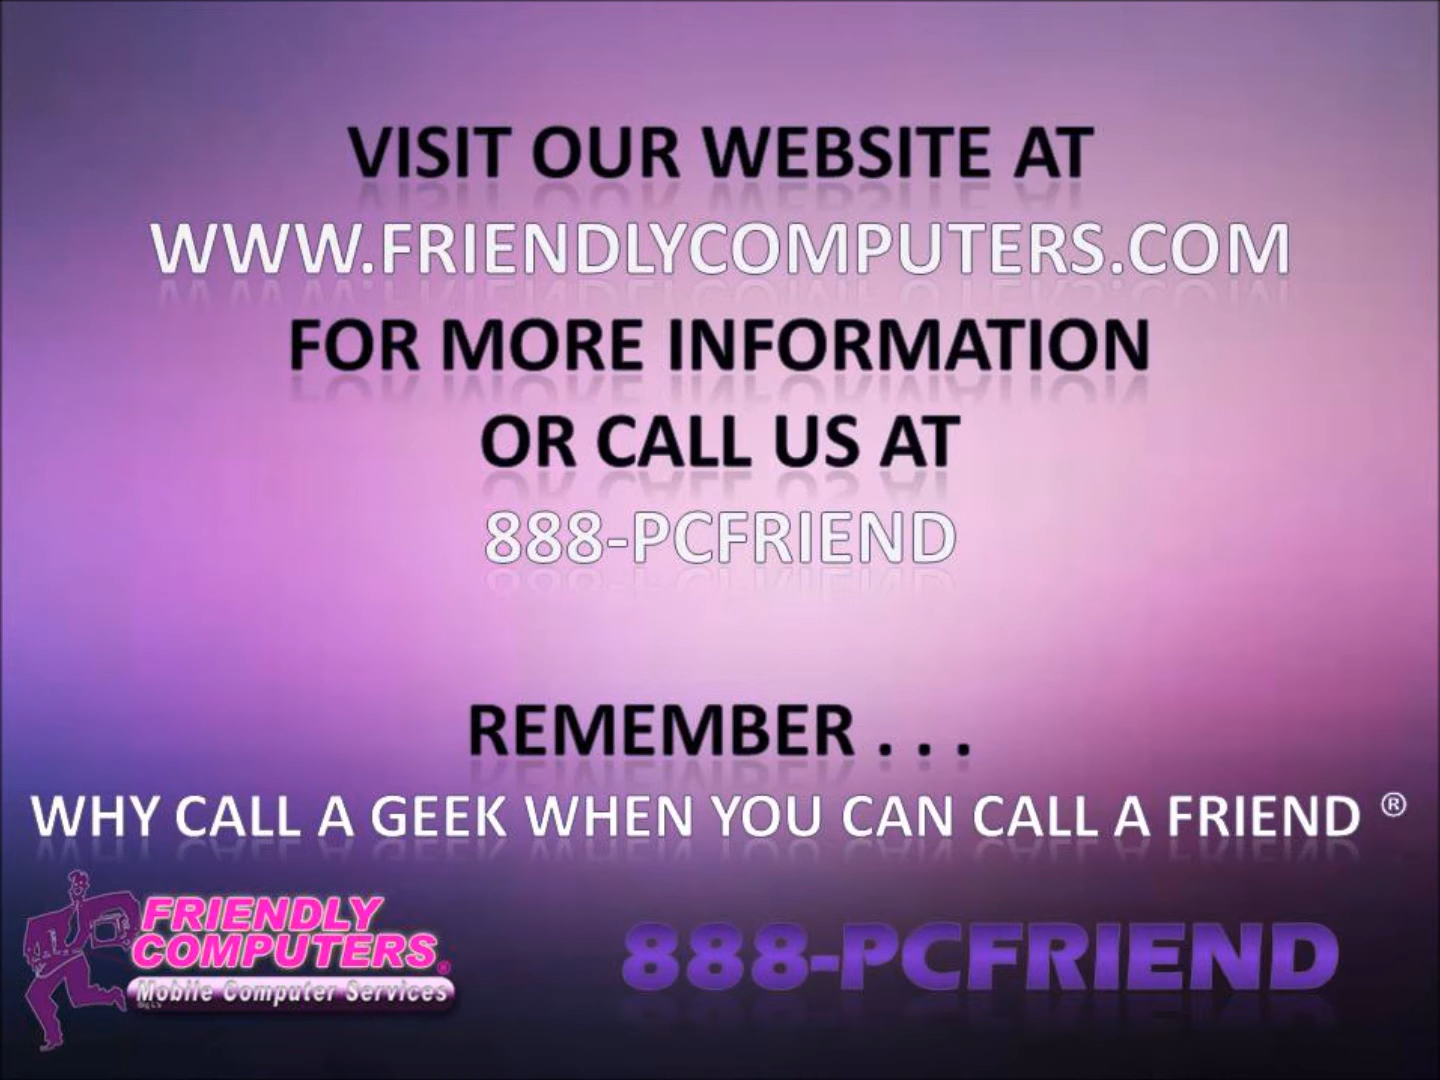 VISIT OUR WEBSITE AT
WWW.FRIENDLYCOMPUTERS.COM
FOR MORE INFORMATION
OR CALL US AT
888-PCFRIEND
REMEMBER . . .
WHY CALL A GEEK WHEN YOU CAN CALL A FRIEND ®
FRIENDLY
COMPUTERS®
Mobile Computer Services
888-PCFRIEND